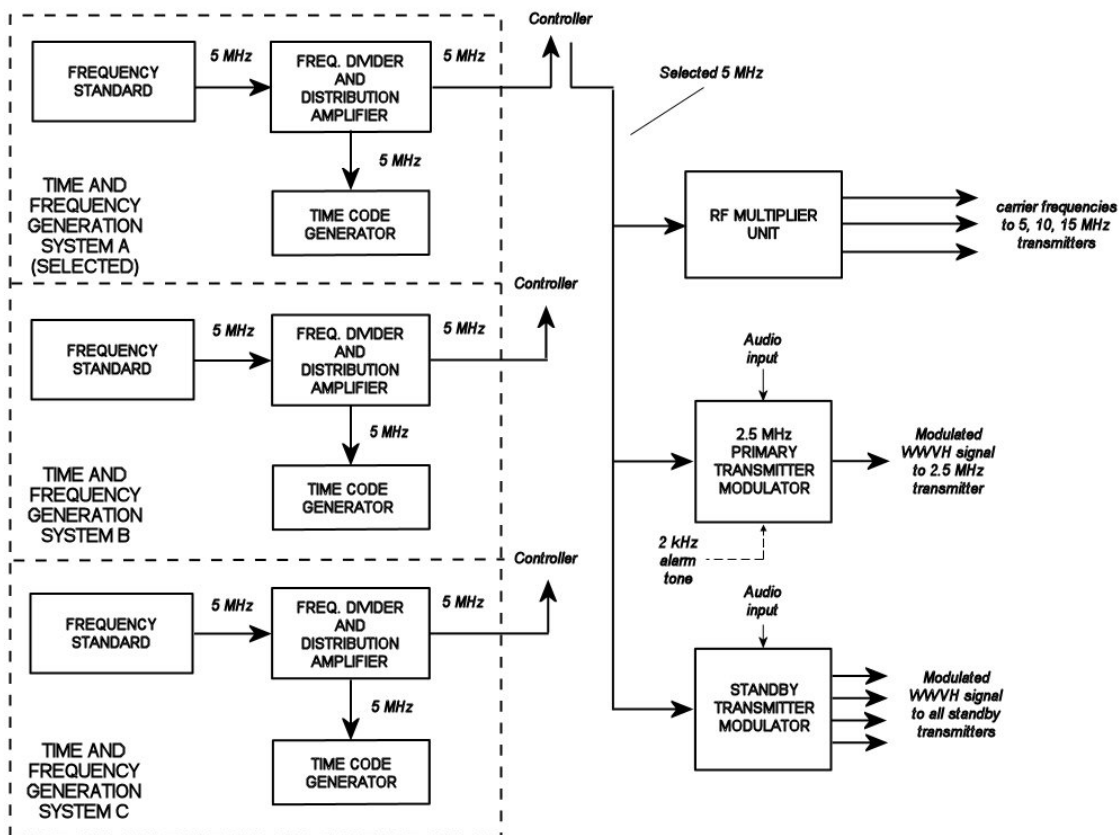 Controller
5 MHz
5 MHz
FREQUENCY
STANDARD
FREQ. DIVIDER
AND
DISTRIBUTION
AMPLIFIER
Selected 5 MHz
5 MHz
TIME AND
FREQUENCY
GENERATION
SYSTEM A
(SELECTED)
TIME CODE
GENERATOR
RF MULTIPLIER
UNIT
carrier frequencies
to 5, 10, 15 MHz
transmitters
Controller
5 MHz
5 MHz
FREQUENCY
STANDARD
FREQ. DIVIDER
AND
DISTRIBUTION
AMPLIFIER
5 MHz
TIME AND
FREQUENCY
GENERATION
SYSTEM B
TIME CODE
GENERATOR
Audio
input
2.5 MHz
PRIMARY
TRANSMITTER
MODULATOR
Modulated
WWVH signal
to 2.5 MHz
transmitter
2 kHz
alarm
tone
Controller
5 MHz
5 MHz
FREQUENCY
STANDARD
FREQ. DIVIDER
AND
DISTRIBUTION
AMPLIFIER
5 MHz
TIME AND
FREQUENCY
GENERATION
SYSTEM C
TIME CODE
GENERATOR
Audio
input
STANDBY
TRANSMITTER
MODULATOR
Modulated
WWVH signal
to all standby
transmitters